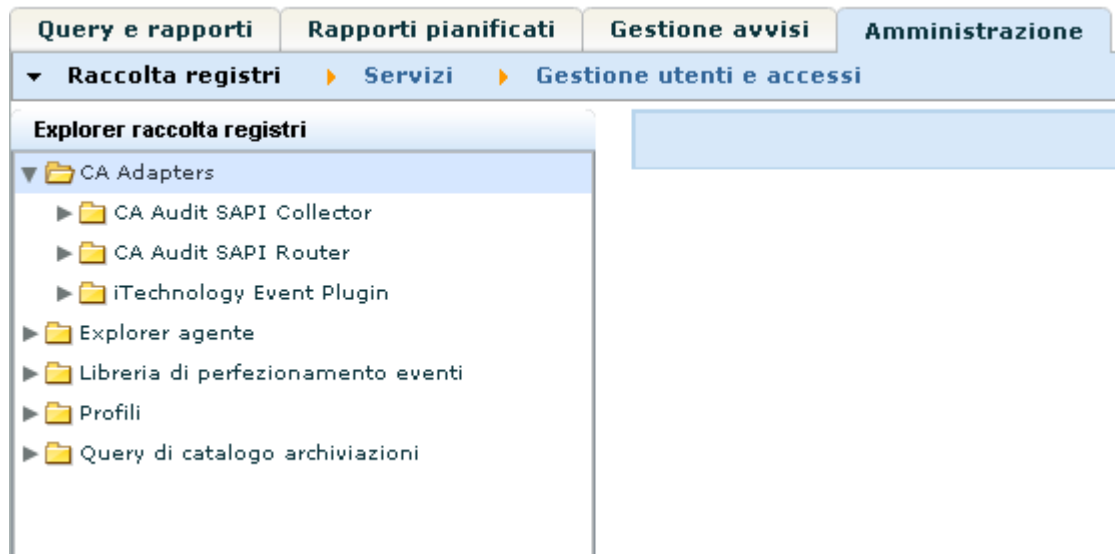 Query e rapporti Rapporti pianificati Gestione avvisi Amministrazione
Raccolta registri Servizi Gestione utenti e accessi
Explorer raccolta registri
CA Adapters
CA Audit SAPI Collector
CA Audit SAPI Router
iTechnology Event Plugin
Explorer agente
Libreria di perfezionamento eventi
Profili
Query di catalogo archiviazioni